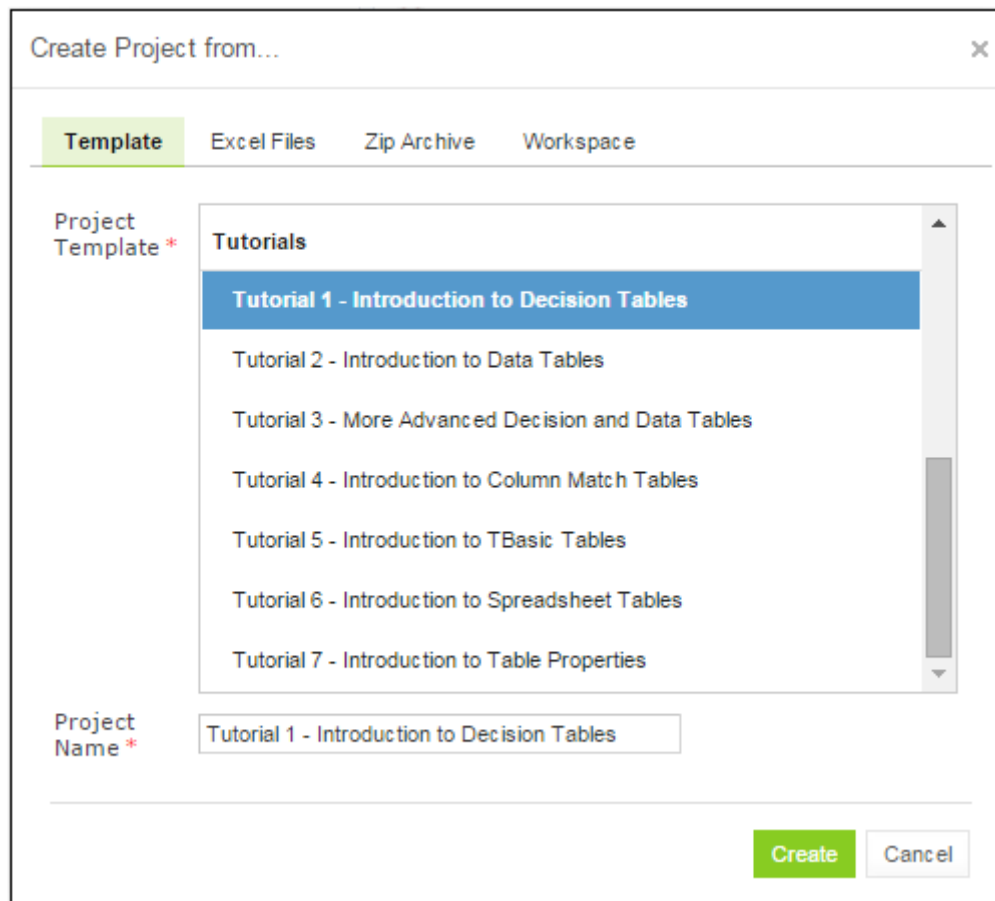 Create Project from...
Template Excel Files Zip Archive Workspace
Project
Template *
Tutorials
Tutorial 1 - Introduction to Decision Tables
Tutorial 2 - Introduction to Data Tables
Tutorial 3 - More Advanced Decision and Data Tables
Tutorial 4 - Introduction to Column Match Tables
Tutorial 5 - Introduction to TBasic Tables
Tutorial 6 - Introduction to Spreadsheet Tables
Tutorial 7 - Introduction to Table Properties
Project
Name *
Tutorial 1 - Introduction to Decision Tables
Create Cancel